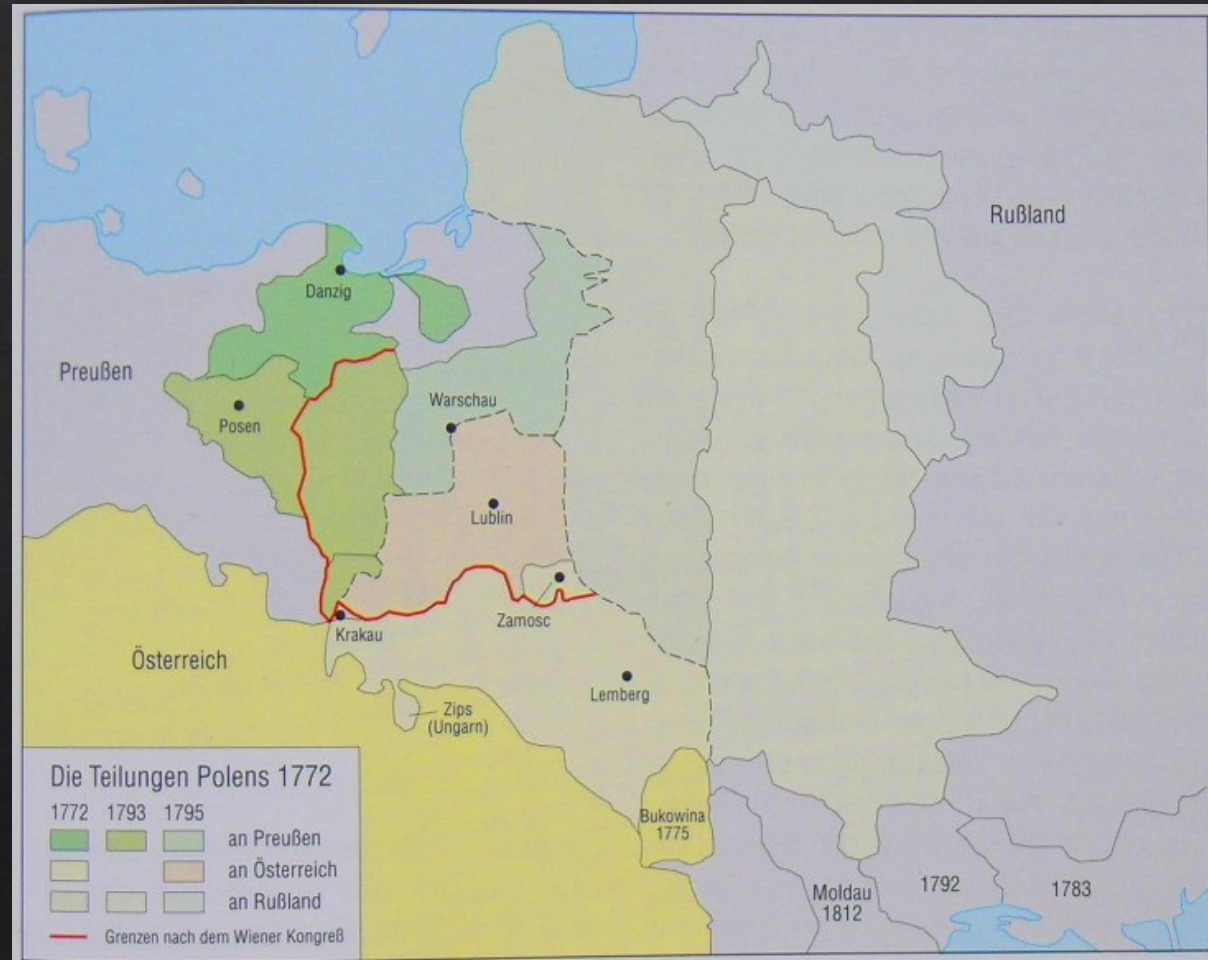 Rußland
Danzig
Preußen
Posen
Warschau
Lublin
Zamosc
Krakau
Österreich
Lemberg
Zips
(Ungarn)
Bukowina
1775
Moldau
1812
1792
1783
Die Teilungen Polens 1772
1772 1793 1795
an Preußen
an Österreich
an Rußland
Grenzen nach dem Wiener Kongreß